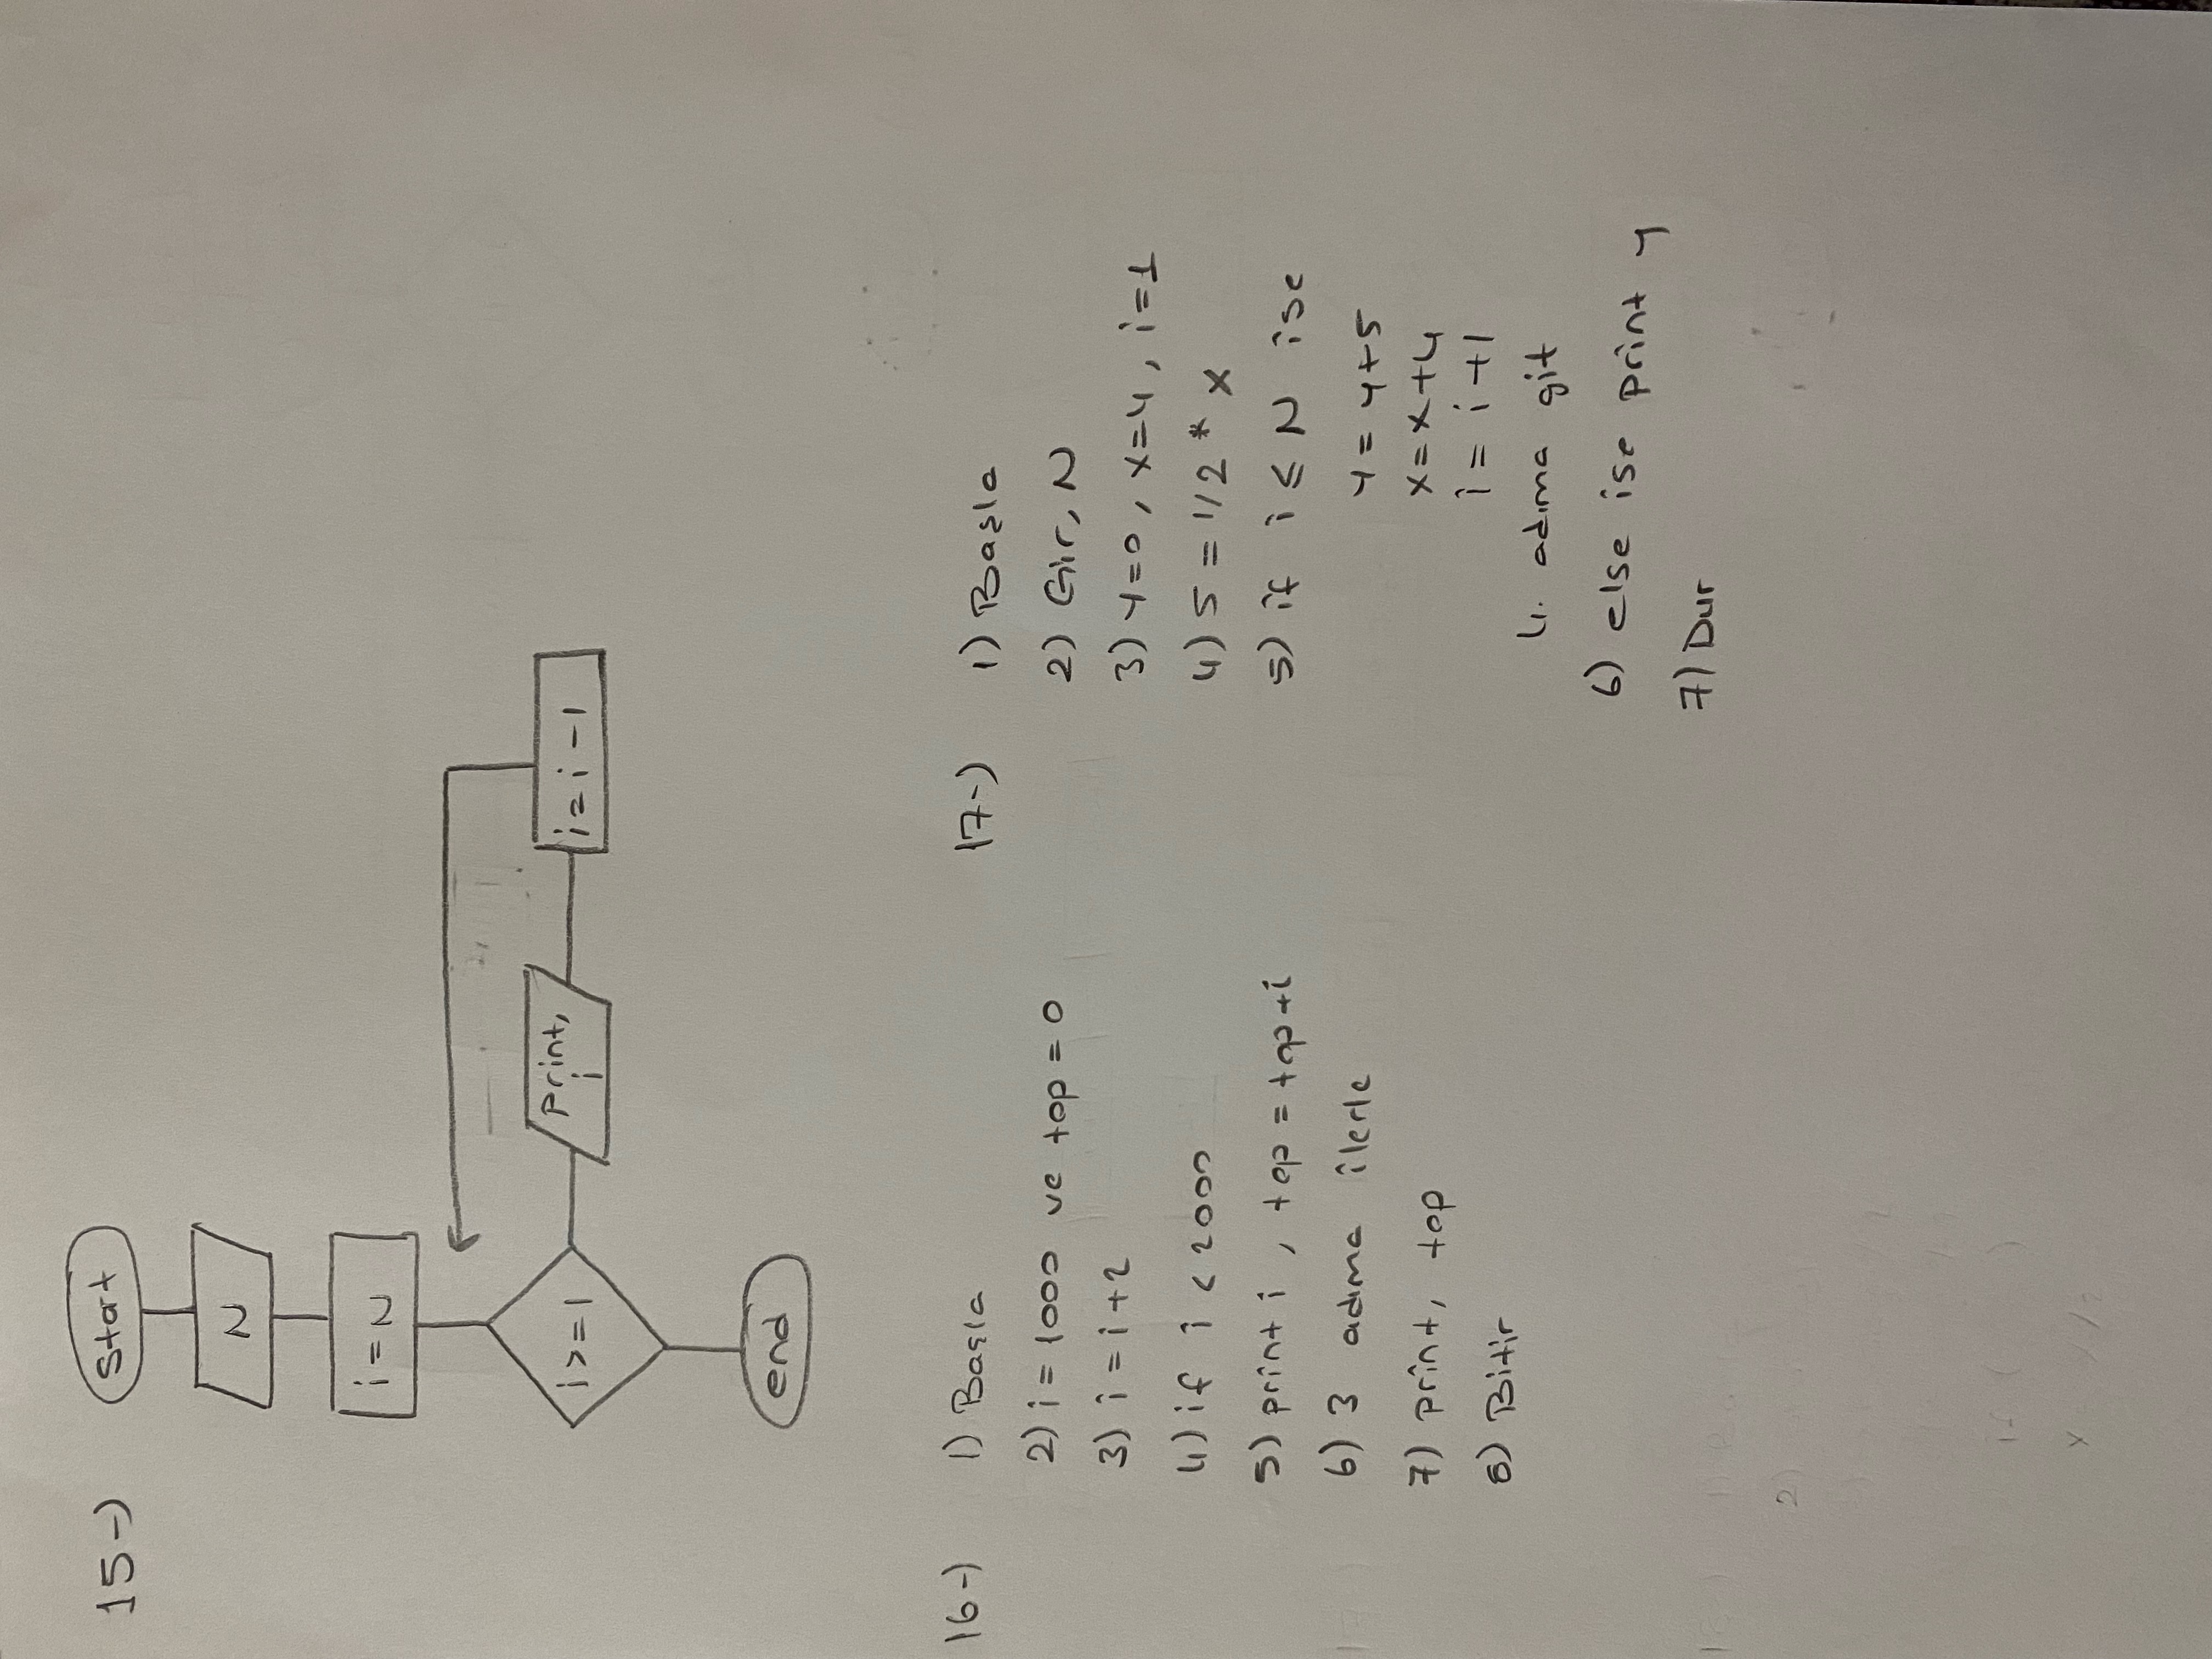 15-)
start
N
i = N
i >= 1
print,
i
i = i - 1
end
16-)
1) Başla
2) i = 1000 ve top = 0
3) i = i + 2
4) if i < 2000
5) print i , top = top + i
6) 3 adıma ilerle
7) print, top
8) Bitir
17-)
1) Başla
2) Gir, N
3) y=0, x=4, i=1
4) S = 1/2 * x
5) if i ≤ N ise
y = y+S
x = x+4
i = i +1
4. adıma git
6) else ise print y
7) Dur
2)
if ( )